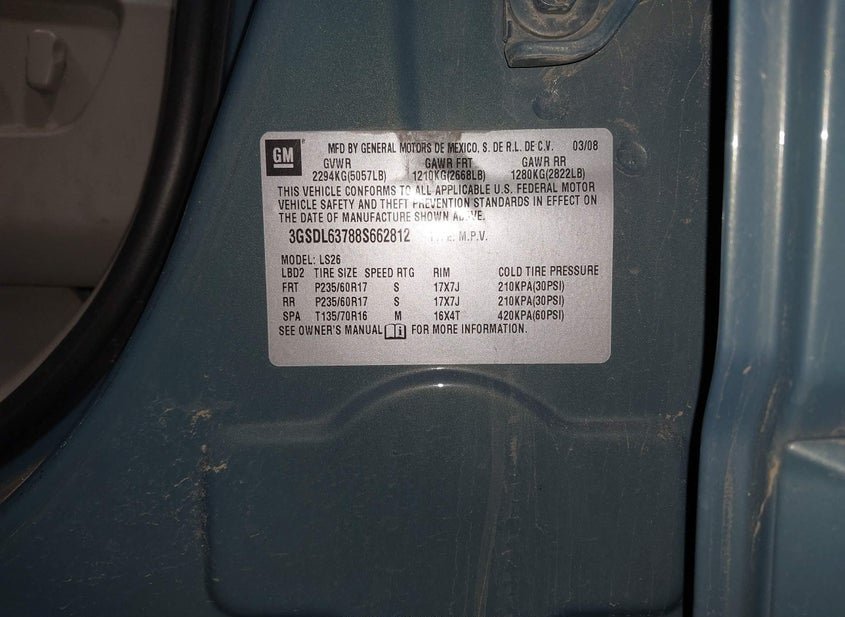 GM
MFD BY GENERAL MOTORS DE MEXICO, S. DE R.L. DE C.V. 03/08
GVWR GAWR FRT GAWR RR
2294KG(5057LB) 1210KG(2668LB) 1280KG(2822LB)
THIS VEHICLE CONFORMS TO ALL APPLICABLE U.S. FEDERAL MOTOR
VEHICLE SAFETY AND THEFT PREVENTION STANDARDS IN EFFECT ON
THE DATE OF MANUFACTURE SHOWN ABOVE.
3GSDL63788S662812 TYPE: M.P.V.
MODEL: LS26
LBD2 TIRE SIZE SPEED RTG RIM COLD TIRE PRESSURE
FRT P235/60R17 S 17X7J 210KPA(30PSI)
RR P235/60R17 S 17X7J 210KPA(30PSI)
SPA T135/70R16 M 16X4T 420KPA(60PSI)
SEE OWNER'S MANUAL FOR MORE INFORMATION.